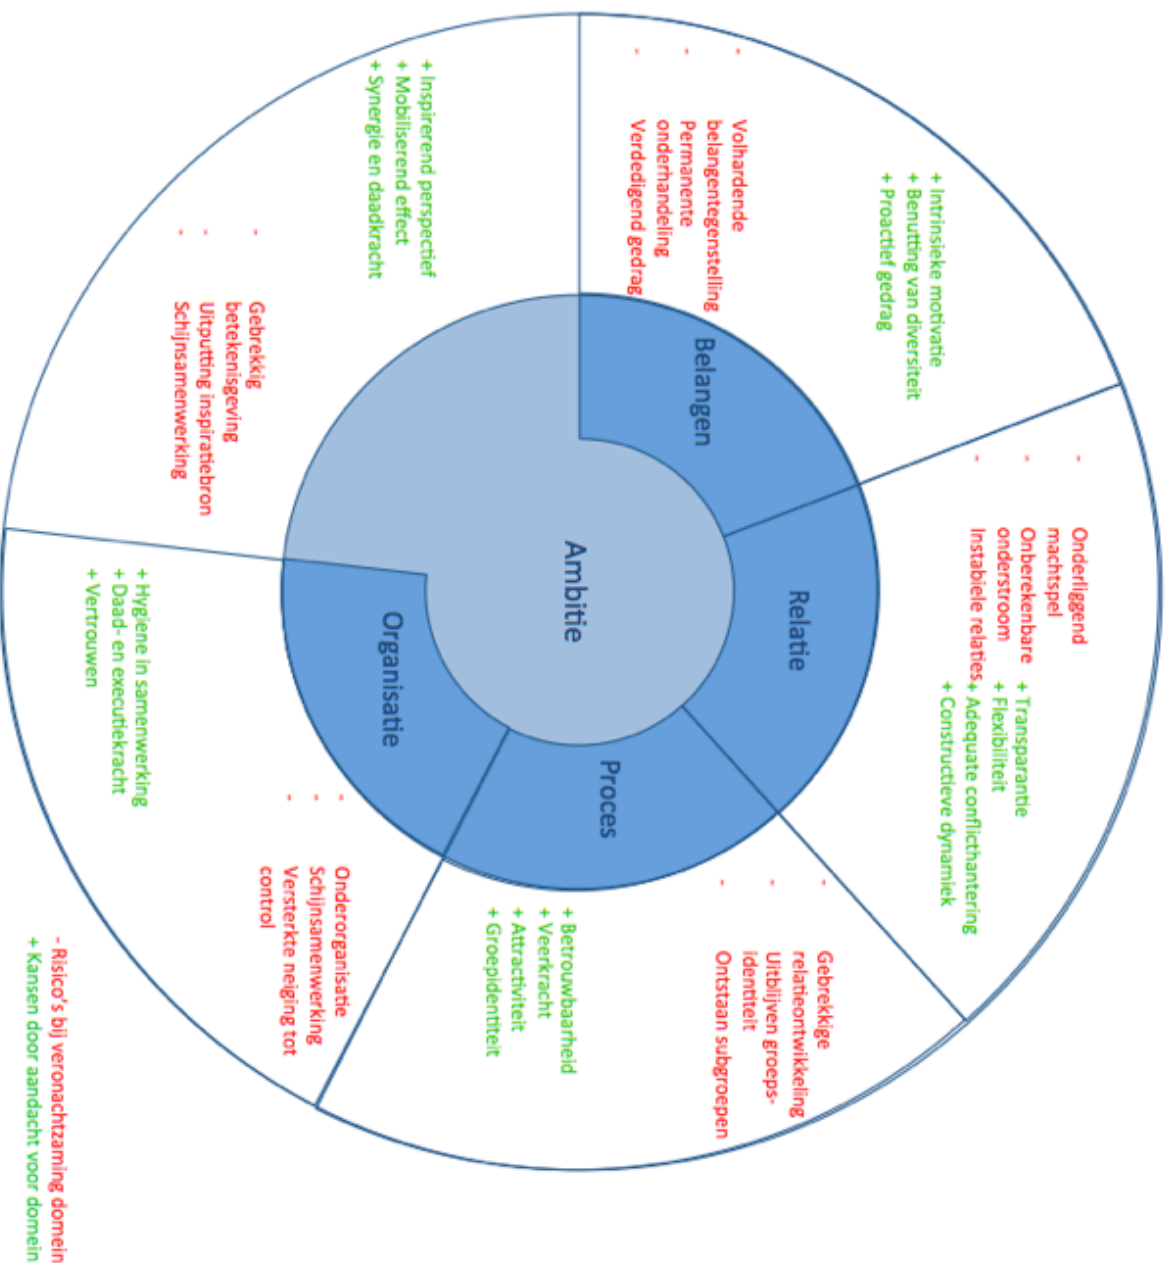 - Onderliggend
machtspel
- Onberekenbare
onderstroom
- Instabiele relaties
+ Transparantie
+ Flexibiliteit
+ Adequate conflicthantering
+ Constructieve dynamiek
+ Intrinsieke motivatie
+ Benutting van diversiteit
+ Proactief gedrag
- Volhardende
belangentegenstelling
- Permanente
onderhandeling
- Verdedigend gedrag
Relatie
Belangen
Proces
Ambitie
Organisatie
- Gebrekkige
relatieontwikkeling
- Uitblijven groeps-
identiteit
- Ontstaan subgroepen
+ Betrouwbaarheid
+ Veerkracht
+ Attractiviteit
+ Groepidentiteit
+ Inspirerend perspectief
+ Mobiliserend effect
+ Synergie en daadkracht
- Gebrekkig
betekenisgeving
- Uitputting inspiratiebron
- Schijnsamenwerking
- Onderorganisatie
- Schijnsamenwerking
- Versterkte neiging tot
control
+ Hygiene in samenwerking
+ Daad- en executiekracht
+ Vertrouwen
- Risico's bij veronachtzaming domein
+ Kansen door aandacht voor domein